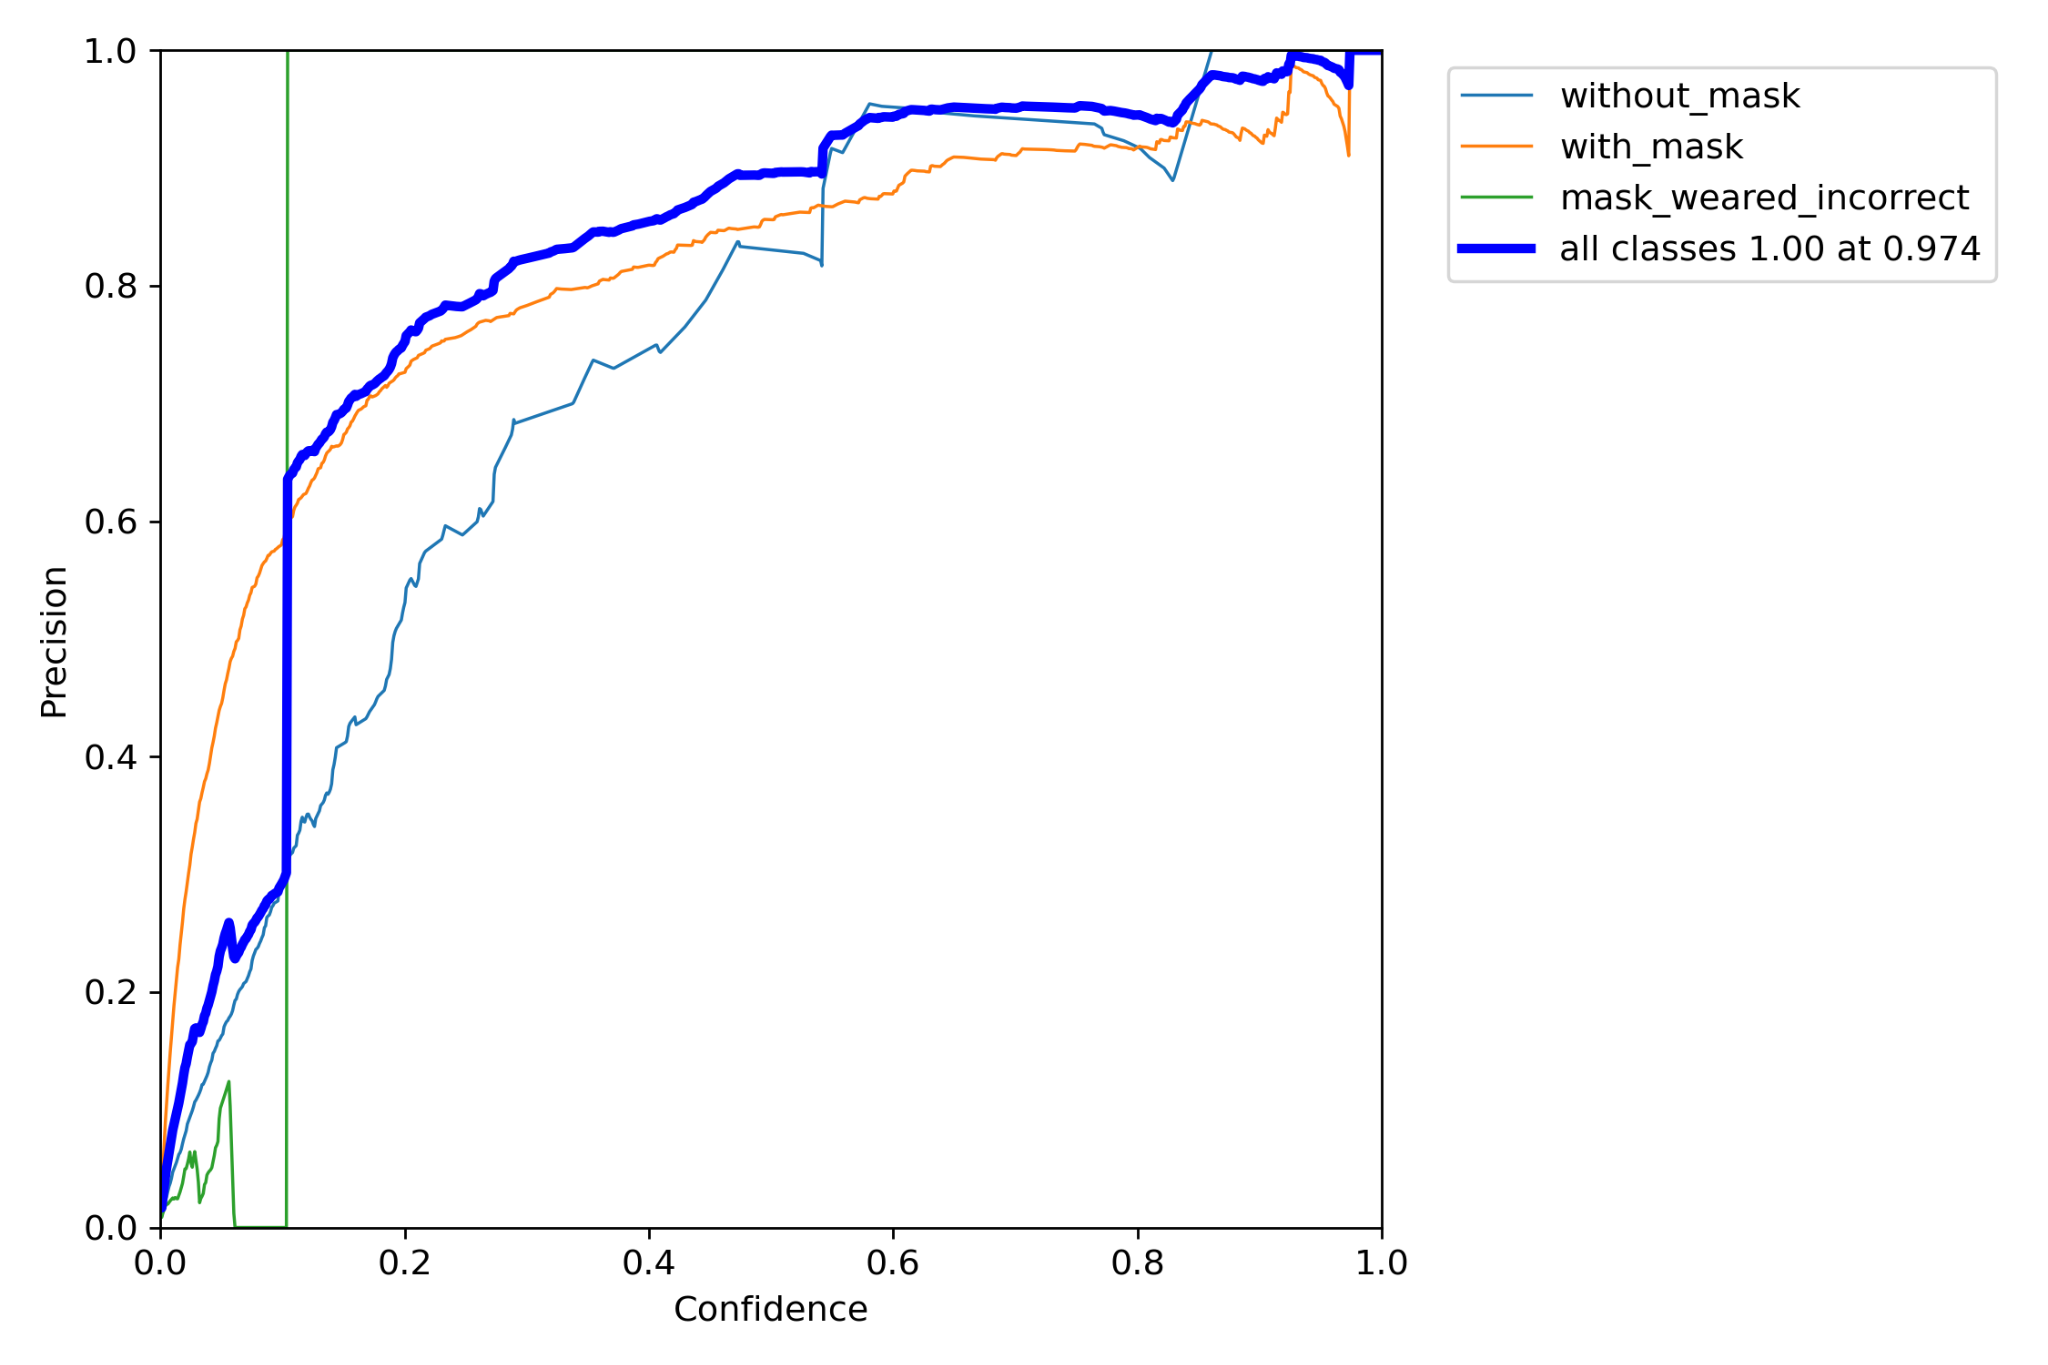 1.0
0.8
0.6
0.4
0.2
0.0
0.0 0.2 0.4 0.6 0.8 1.0
Precision
Confidence
without_mask
with_mask
mask_weared_incorrect
all classes 1.00 at 0.974